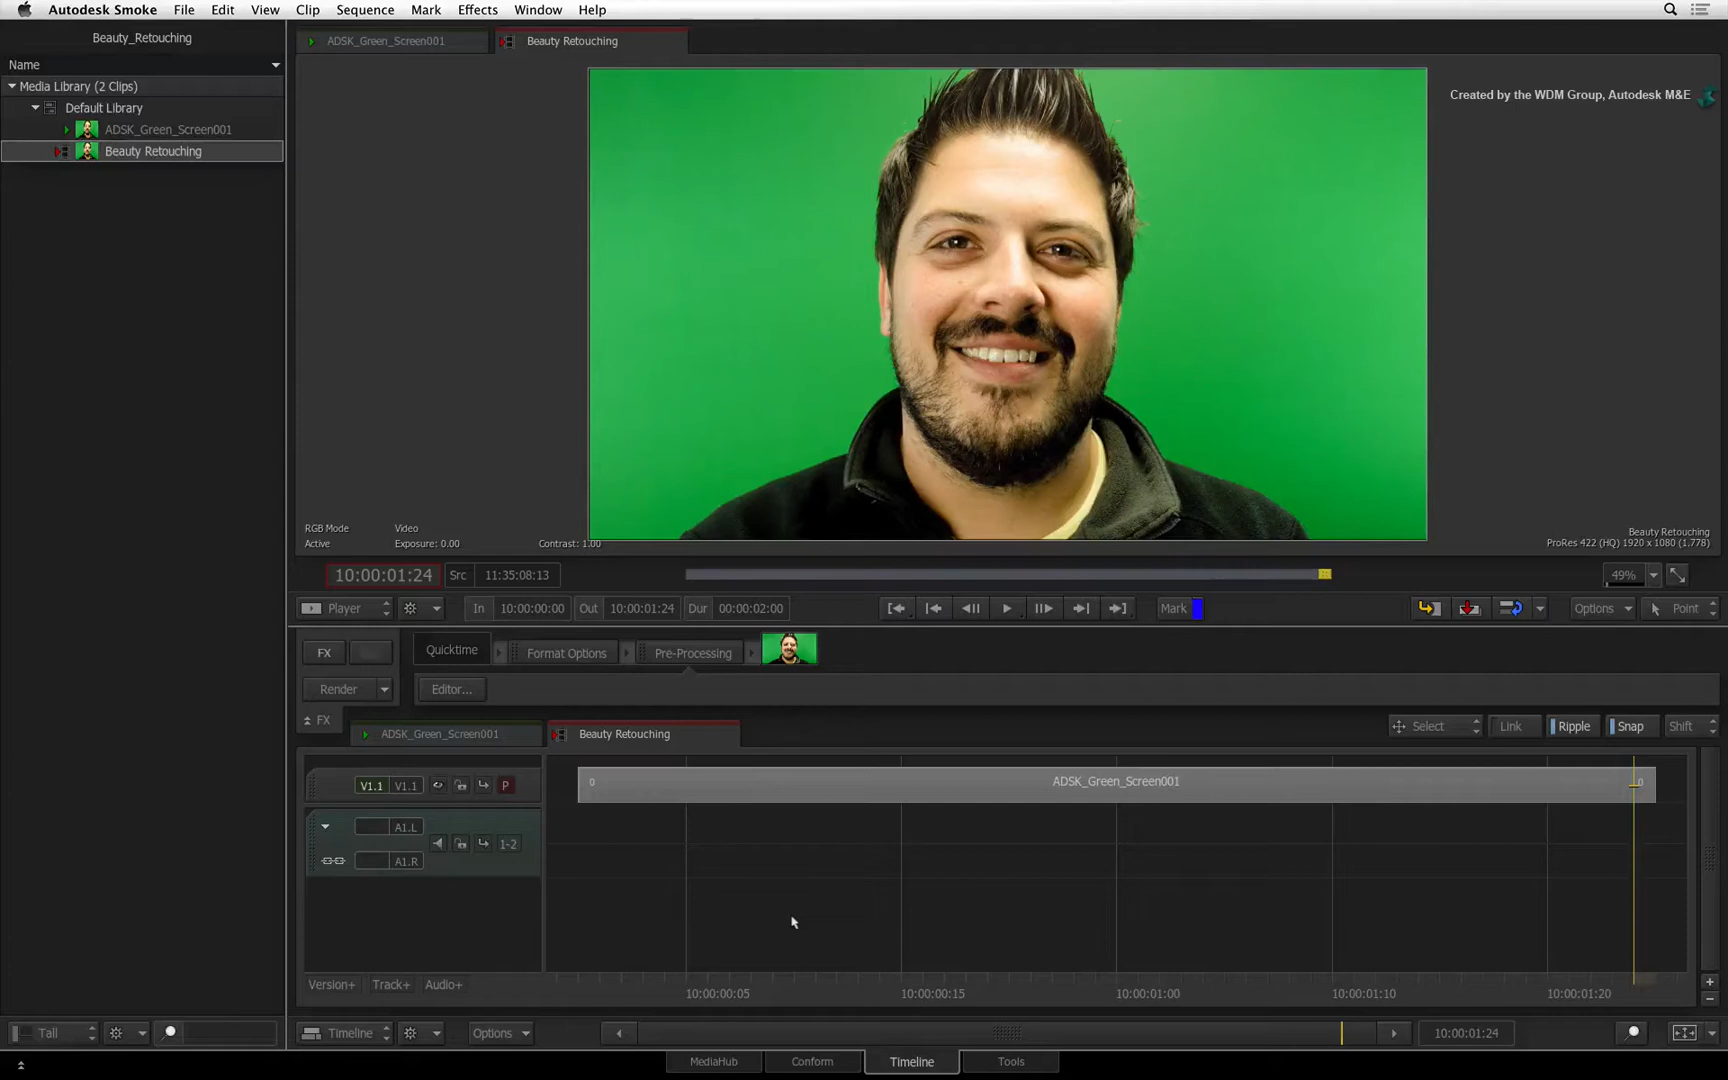 Autodesk Smoke File Edit View Clip Sequence Mark Effects Window Help
Beauty_Retouching
Name
Media Library (2 Clips)
Default Library
ADSK_Green_Screen001
Beauty Retouching
ADSK_Green_Screen001 Beauty Retouching
Created by the WDM Group, Autodesk M&E
RGB Mode Video
Active Exposure: 0.00 Contrast: 1.00
Beauty Retouching
ProRes 422 (HQ) 1920 x 1080 (1.778)
10:00:01:24 Src 11:35:08:13 49%
Player In 10:00:00:00 Out 10:00:01:24 Dur 00:00:02:00 Mark Options Point
FX Quicktime Format Options Pre-Processing
Render Editor...
FX ADSK_Green_Screen001 Beauty Retouching Select Link Ripple Snap Shift
V1.1 V1.1 P 0 ADSK_Green_Screen001 0
A1.L
1-2
A1.R
Version+ Track+ Audio+
10:00:00:05 10:00:00:15 10:00:01:00 10:00:01:10 10:00:01:20
Tall Timeline Options 10:00:01:24
MediaHub Conform Timeline Tools